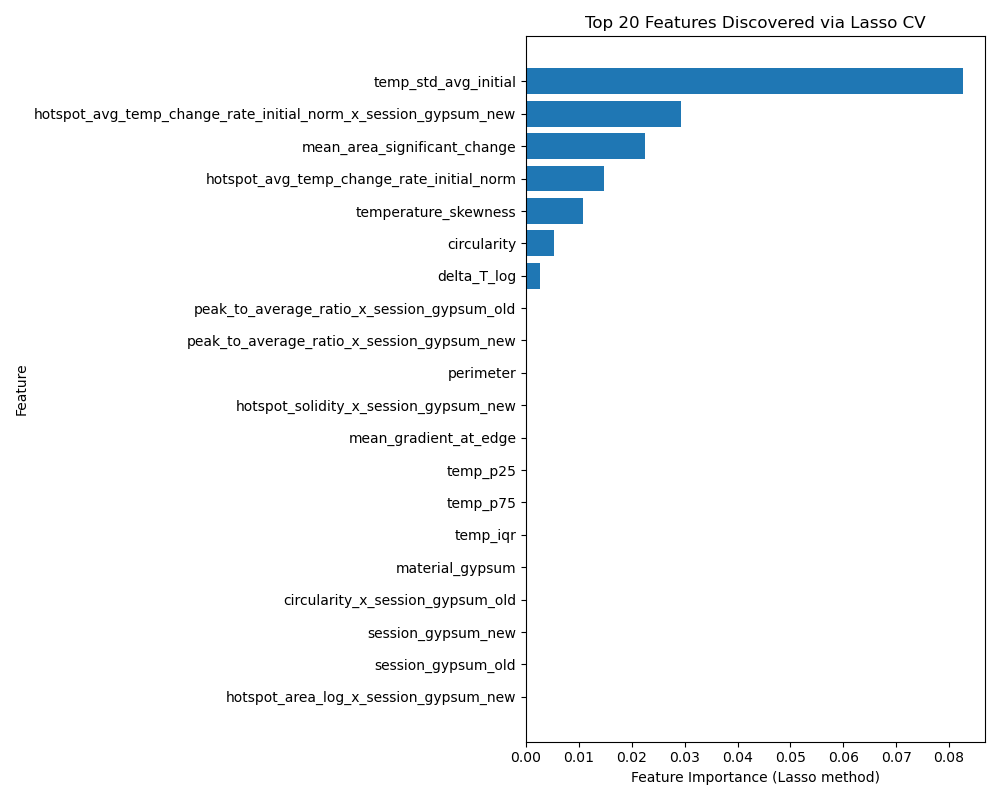 Top 20 Features Discovered via Lasso CV
temp_std_avg_initial
hotspot_avg_temp_change_rate_initial_norm_x_session_gypsum_new
mean_area_significant_change
hotspot_avg_temp_change_rate_initial_norm
temperature_skewness
circularity
delta_T_log
peak_to_average_ratio_x_session_gypsum_old
peak_to_average_ratio_x_session_gypsum_new
perimeter
hotspot_solidity_x_session_gypsum_new
mean_gradient_at_edge
temp_p25
temp_p75
temp_iqr
material_gypsum
circularity_x_session_gypsum_old
session_gypsum_new
session_gypsum_old
hotspot_area_log_x_session_gypsum_new
Feature
0.00 0.01 0.02 0.03 0.04 0.05 0.06 0.07 0.08
Feature Importance (Lasso method)